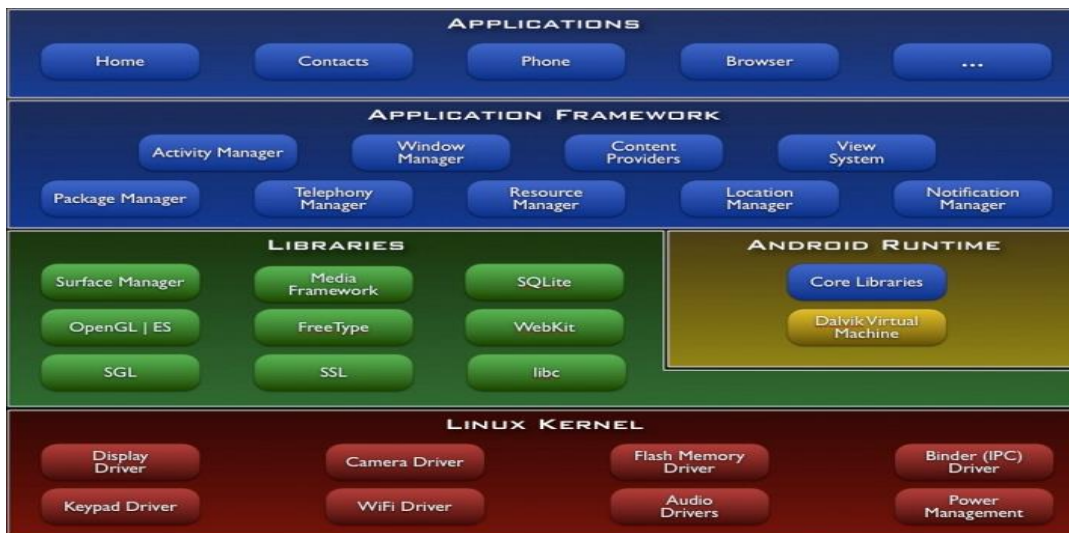 APPLICATIONS
Home
Contacts
Phone
Browser
...
APPLICATION FRAMEWORK
Activity Manager
Window
Manager
Content
Providers
View
System
Package Manager
Telephony
Manager
Resource
Manager
Location
Manager
Notification
Manager
LIBRARIES
Surface Manager
Media
Framework
SQLite
OpenGL | ES
FreeType
WebKit
SGL
SSL
libc
ANDROID RUNTIME
Core Libraries
Dalvik Virtual
Machine
LINUX KERNEL
Display
Driver
Camera Driver
Flash Memory
Driver
Binder (IPC)
Driver
Keypad Driver
WiFi Driver
Audio
Drivers
Power
Management